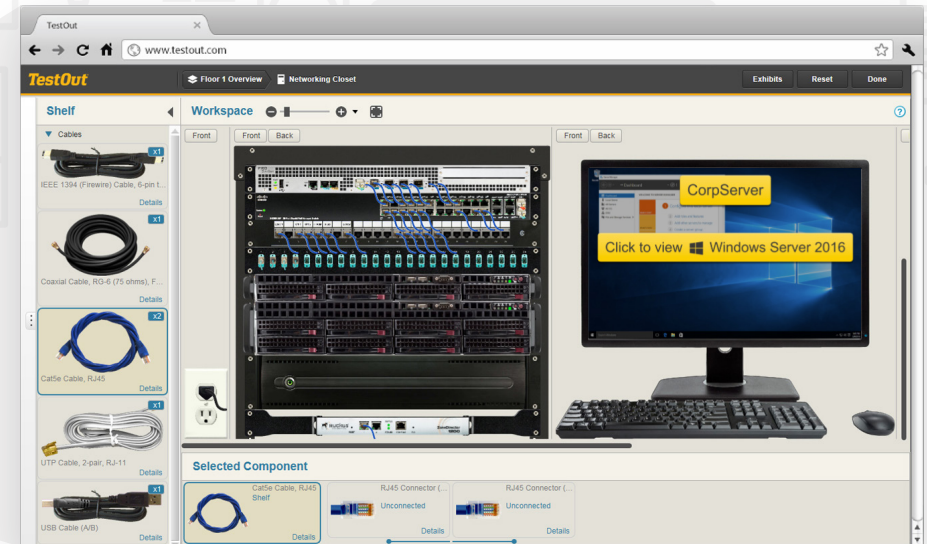 TestOut
www.testout.com
TestOut
Floor 1 Overview
Networking Closet
Exhibits
Reset
Done
Shelf
Workspace
Cables
x1
IEEE 1394 (Firewire) Cable, 6-pin t...
Details
x1
Coaxial Cable, RG-6 (75 ohms), F...
Details
x2
Cat5e Cable, RJ45
Details
x1
UTP Cable, 2-pair, RJ-11
Details
x1
USB Cable (A/B)
Details
Front
Front
Back
Front
Back
CorpServer
Click to view Windows Server 2016
Selected Component
Cat5e Cable, RJ45
Shelf
Details
RJ45 Connector (...
Unconnected
Details
RJ45 Connector (...
Unconnected
Details